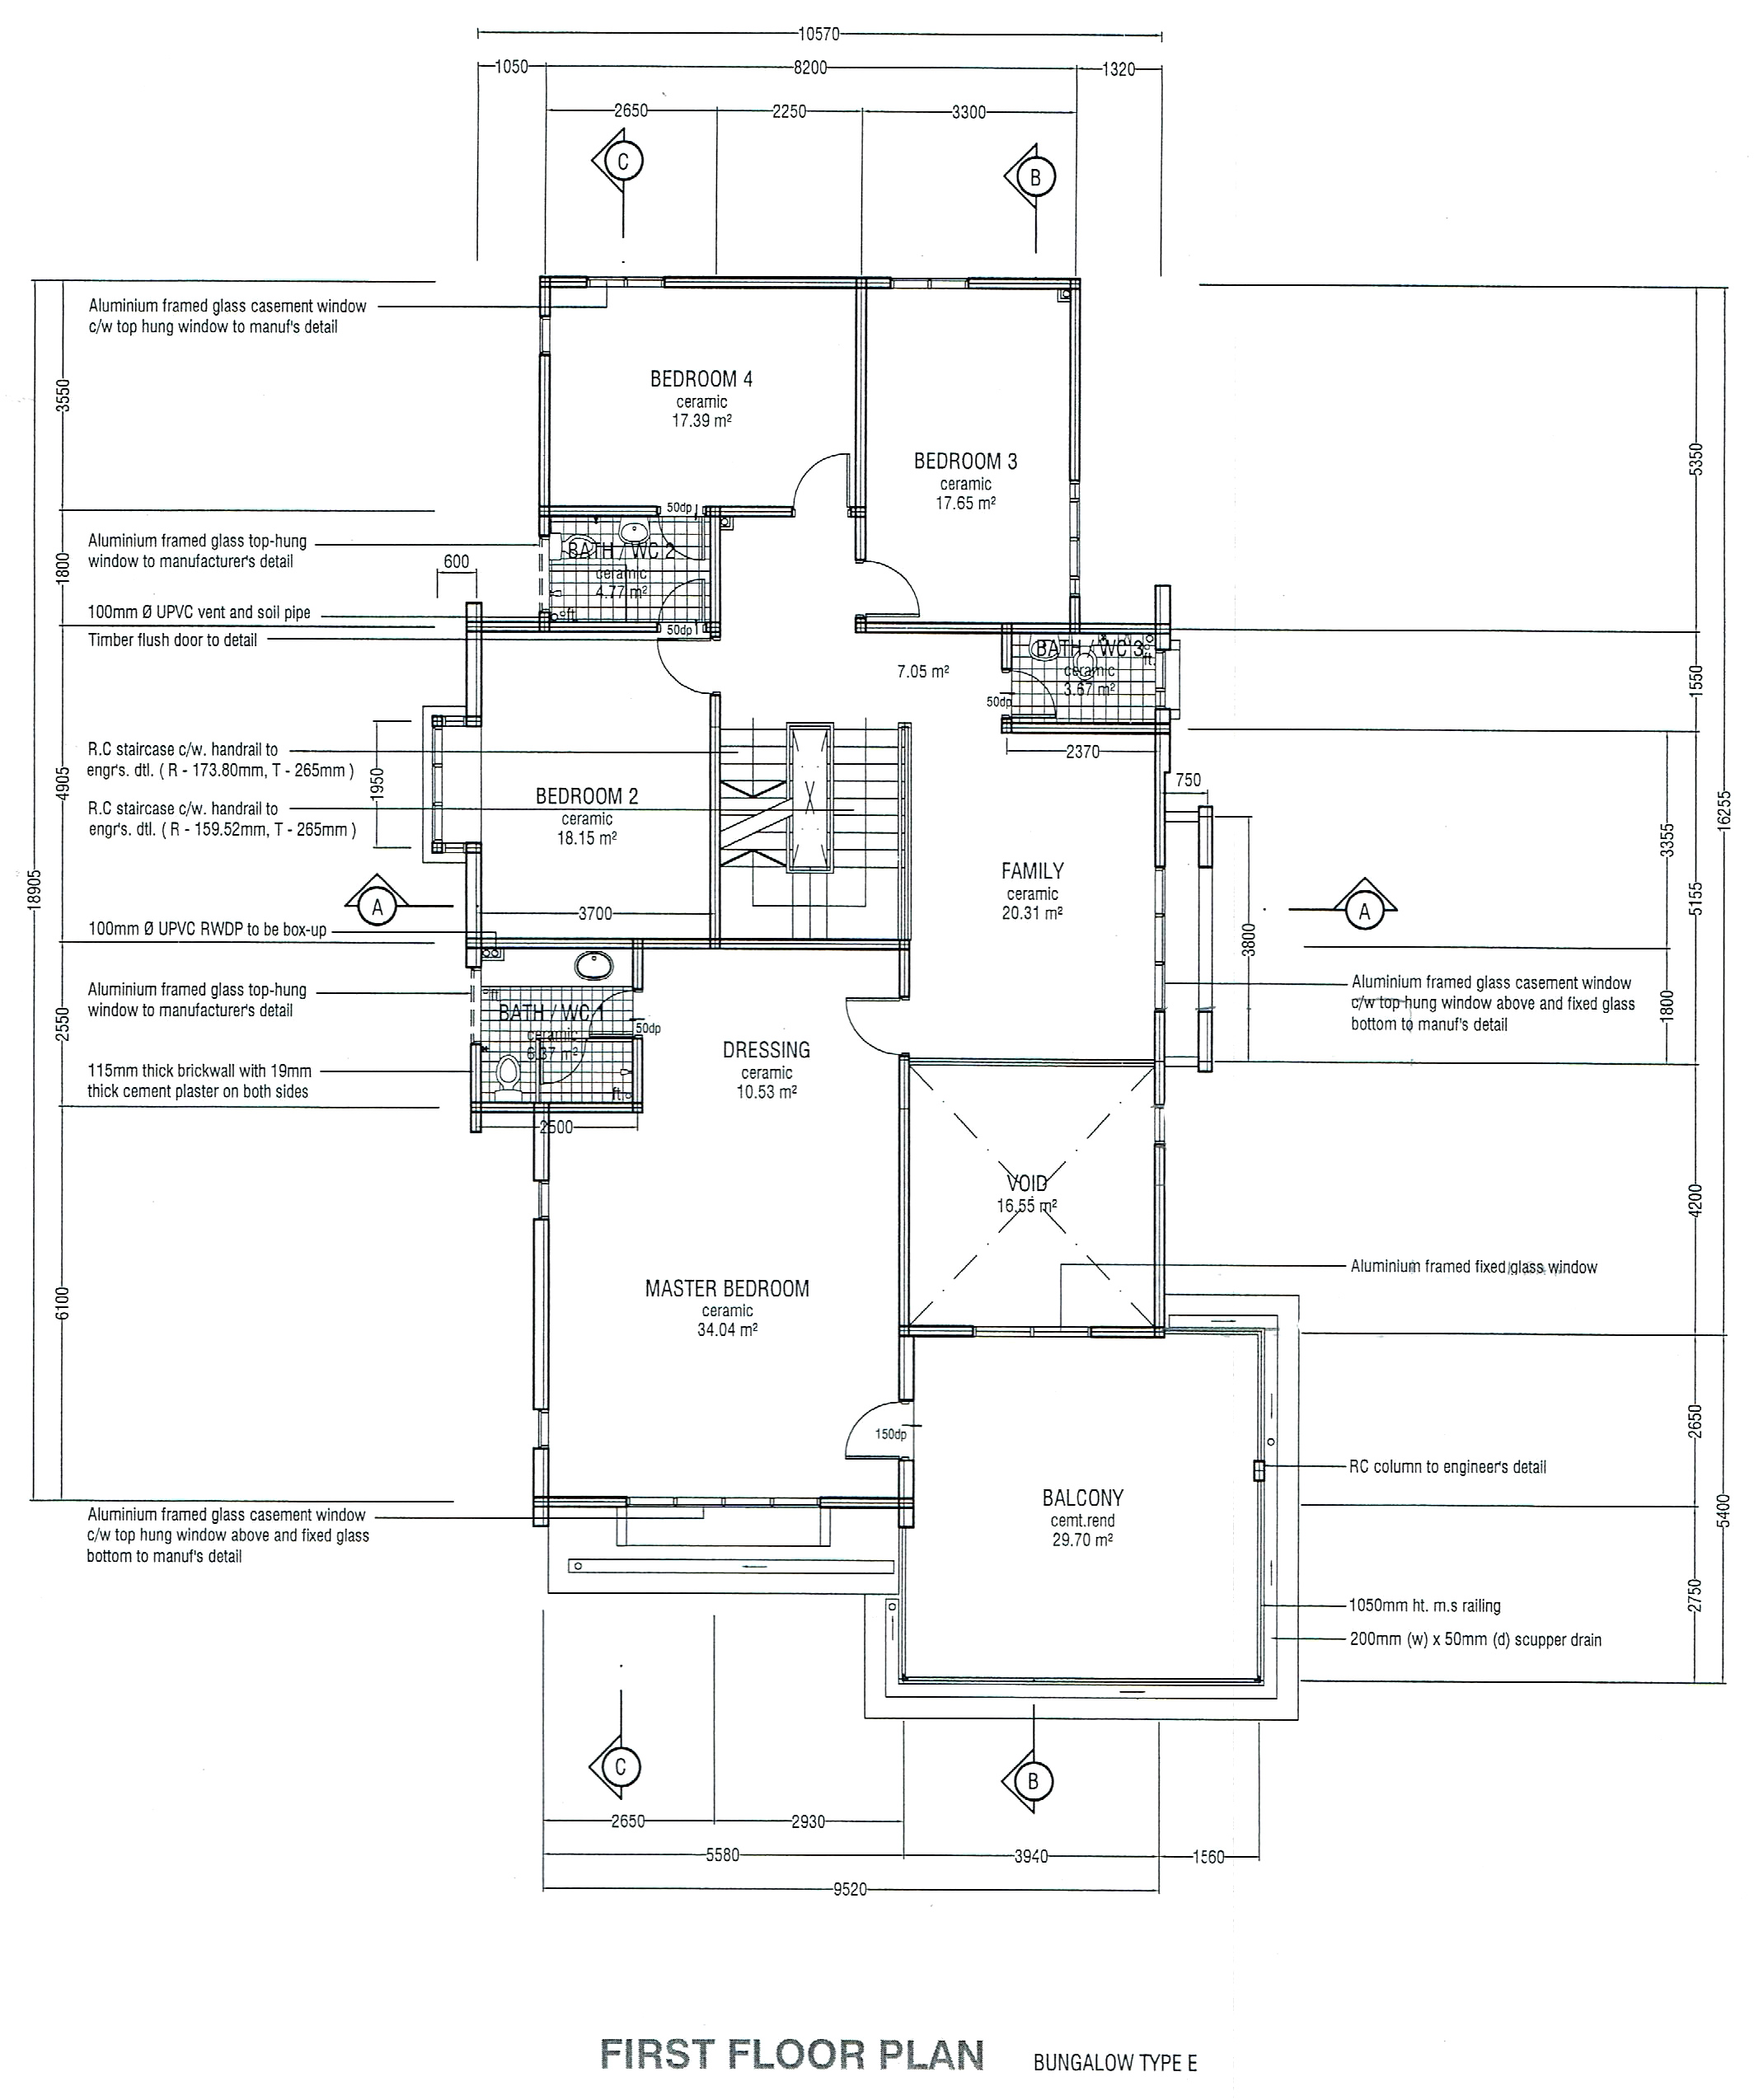 10570
1050
8200
1320
2650
2250
3300
C
B
Aluminium framed glass casement window
c/w top hung window to manuf's detail
3550
BEDROOM 4
ceramic
17.39 m²
BEDROOM 3
ceramic
17.65 m²
5350
50dp
Aluminium framed glass top-hung
window to manufacturer's detail
1800
600
BATH / WC 2
ceramic
4.77 m²
ft.
100mm Ø UPVC vent and soil pipe
Timber flush door to detail
50dp
7.05 m²
BATH / WC 3
ceramic
3.67 m²
ft.
50dp
1550
2370
750
R.C staircase c/w. handrail to
engr's. dtl. ( R - 173.80mm, T - 265mm )
R.C staircase c/w. handrail to
engr's. dtl. ( R - 159.52mm, T - 265mm )
4905
1950
BEDROOM 2
ceramic
18.15 m²
FAMILY
ceramic
20.31 m²
3355
16255
18905
A
3700
A
5155
3800
100mm Ø UPVC RWDP to be box-up
Aluminium framed glass top-hung
window to manufacturer's detail
2550
ft.
BATH / WC 1
ceramic
6.37 m²
50dp
ft.
DRESSING
ceramic
10.53 m²
Aluminium framed glass casement window
c/w top hung window above and fixed glass
bottom to manuf's detail
1800
115mm thick brickwall with 19mm
thick cement plaster on both sides
2500
VOID
16.55 m²
4200
Aluminium framed fixed glass window
6100
MASTER BEDROOM
ceramic
34.04 m²
150dp
2650
RC column to engineer's detail
BALCONY
cemt.rend
29.70 m²
5400
Aluminium framed glass casement window
c/w top hung window above and fixed glass
bottom to manuf's detail
2750
1050mm ht. m.s railing
200mm (w) x 50mm (d) scupper drain
C
B
2650
2930
5580
3940
1560
9520
FIRST FLOOR PLAN
BUNGALOW TYPE E